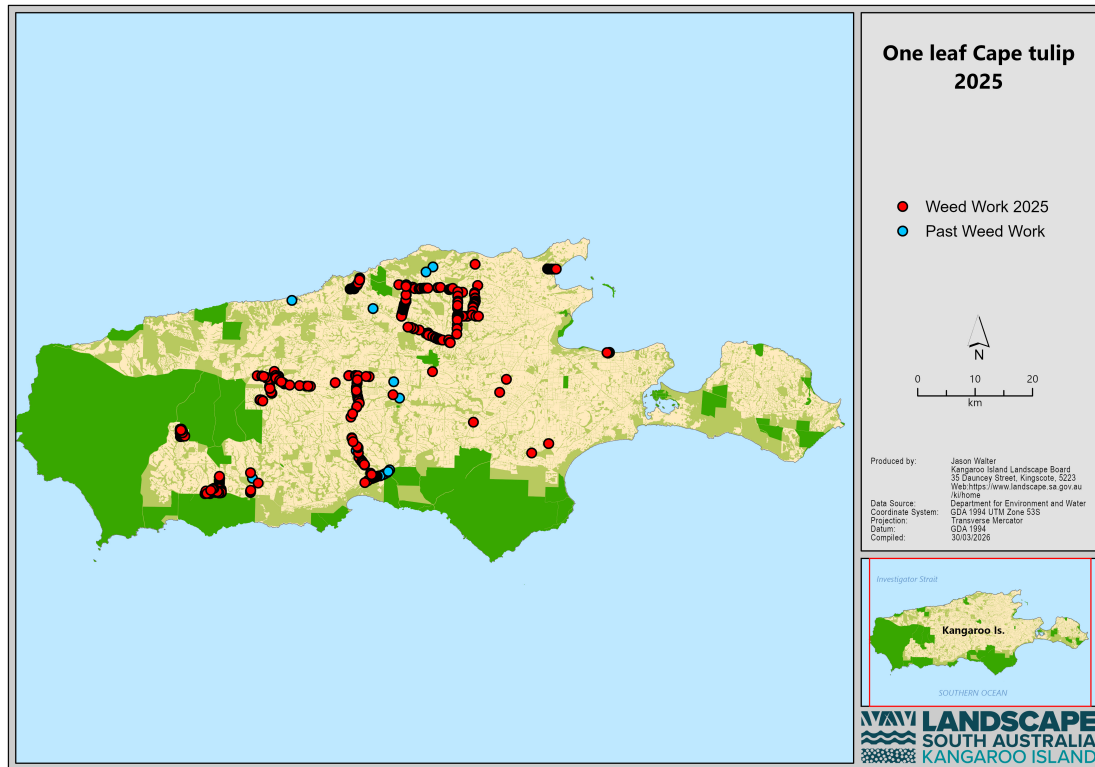 One leaf Cape tulip
2025
Weed Work 2025
Past Weed Work
N
0 10 20
km
Produced by: Jason Walter
Kangaroo Island Landscape Board
35 Dauncey Street, Kingscote, 5223
Web:https://www.landscape.sa.gov.au
/ki/home
Data Source: Department for Environment and Water
Coordinate System: GDA 1994 UTM Zone 53S
Projection: Transverse Mercator
Datum: GDA 1994
Compiled: 30/03/2026
Investigator Strait
Kangaroo Is.
SOUTHERN OCEAN
LANDSCAPE
SOUTH AUSTRALIA
KANGAROO ISLAND